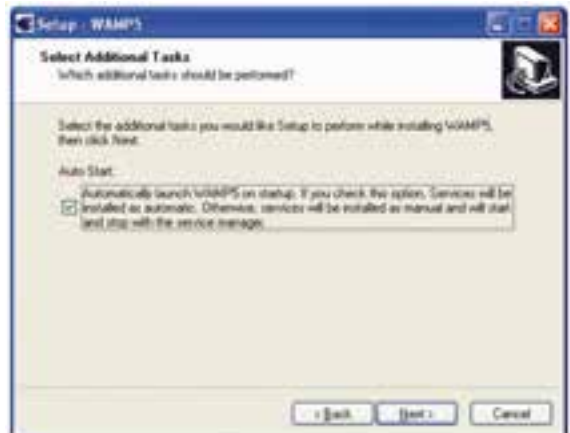 Setup - WAMP5
Select Additional Tasks
Which additional tasks should be performed?
Select the additional tasks you would like Setup to perform while installing WAMP5,
then click Next.
Auto Start:
Automatically launch WAMP5 on startup. If you check this option, Services will be
installed as automatic. Otherwise, services will be installed as manual and will start
and stop with the service manager.
< Back
Next >
Cancel